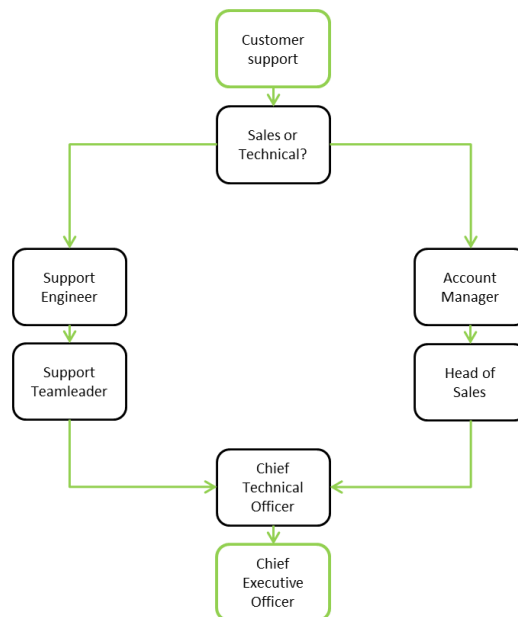 Customer
support
Sales or
Technical?
Support
Engineer
Account
Manager
Support
Teamleader
Head of
Sales
Chief
Technical
Officer
Chief
Executive
Officer